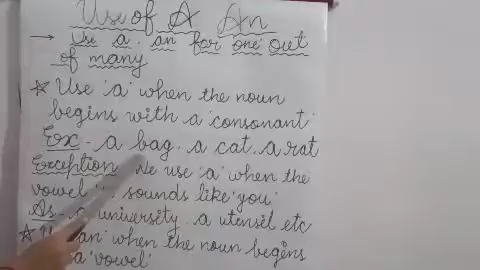 Use of A An
→ Use a. an for one out
of many
☆ Use 'a' when the noun
begins with a 'consonant'
Ex - a bag. a cat. a rat
Exception We use 'a' when the
vowel sounds like 'you'
As - university. a utensil etc
☆ 'an' when the noun begins
a 'vowel'